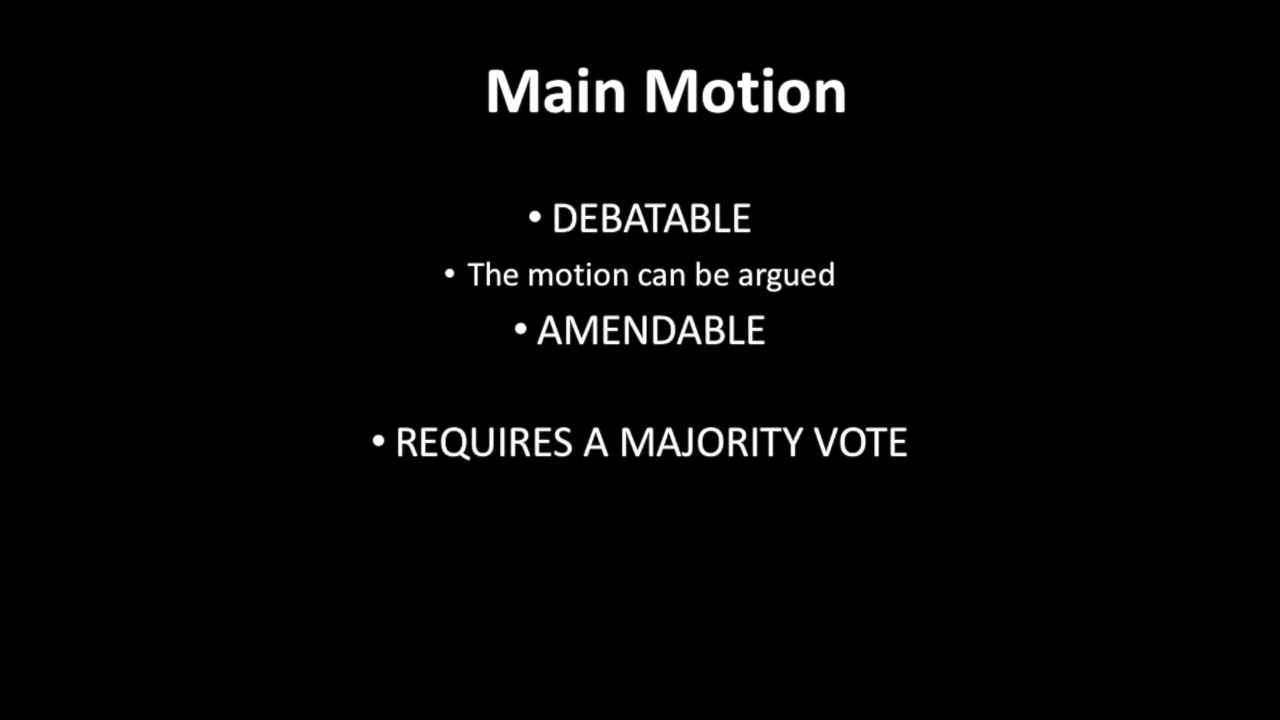 Main Motion
• DEBATABLE
• The motion can be argued
• AMENDABLE
• REQUIRES A MAJORITY VOTE